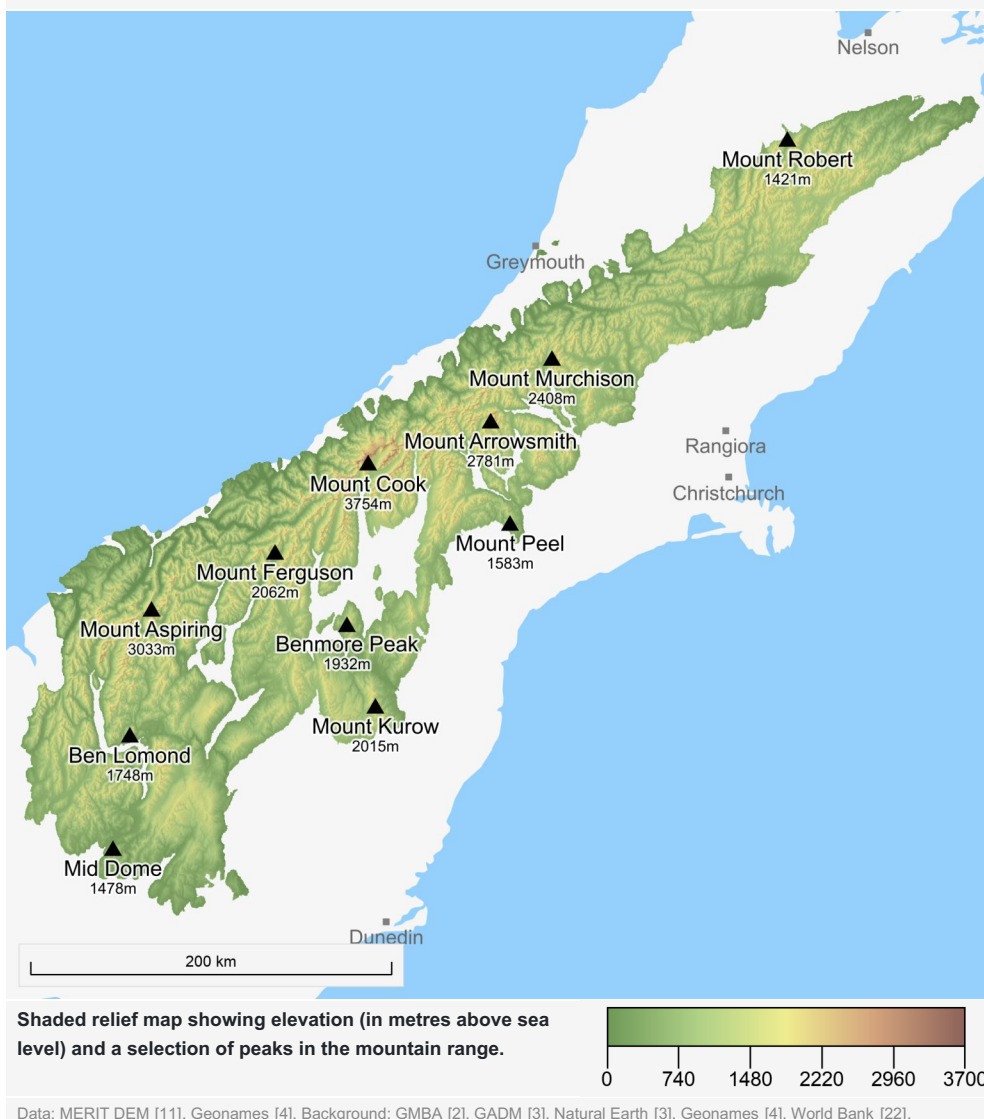 Nelson
Mount Robert
1421m
Greymouth
Mount Murchison
2408m
Mount Arrowsmith
2781m
Rangiora
Mount Cook
3754m
Christchurch
Mount Peel
1583m
Mount Ferguson
2062m
Mount Aspiring
3033m
Benmore Peak
1932m
Mount Kurow
2015m
Ben Lomond
1748m
Mid Dome
1478m
Dunedin
200 km
Shaded relief map showing elevation (in metres above sea
level) and a selection of peaks in the mountain range.
0 740 1480 2220 2960 3700
Data: MERIT DEM [11], Geonames [4]. Background: GMBA [2], GADM [3], Natural Earth [3], Geonames [4], World Bank [22].